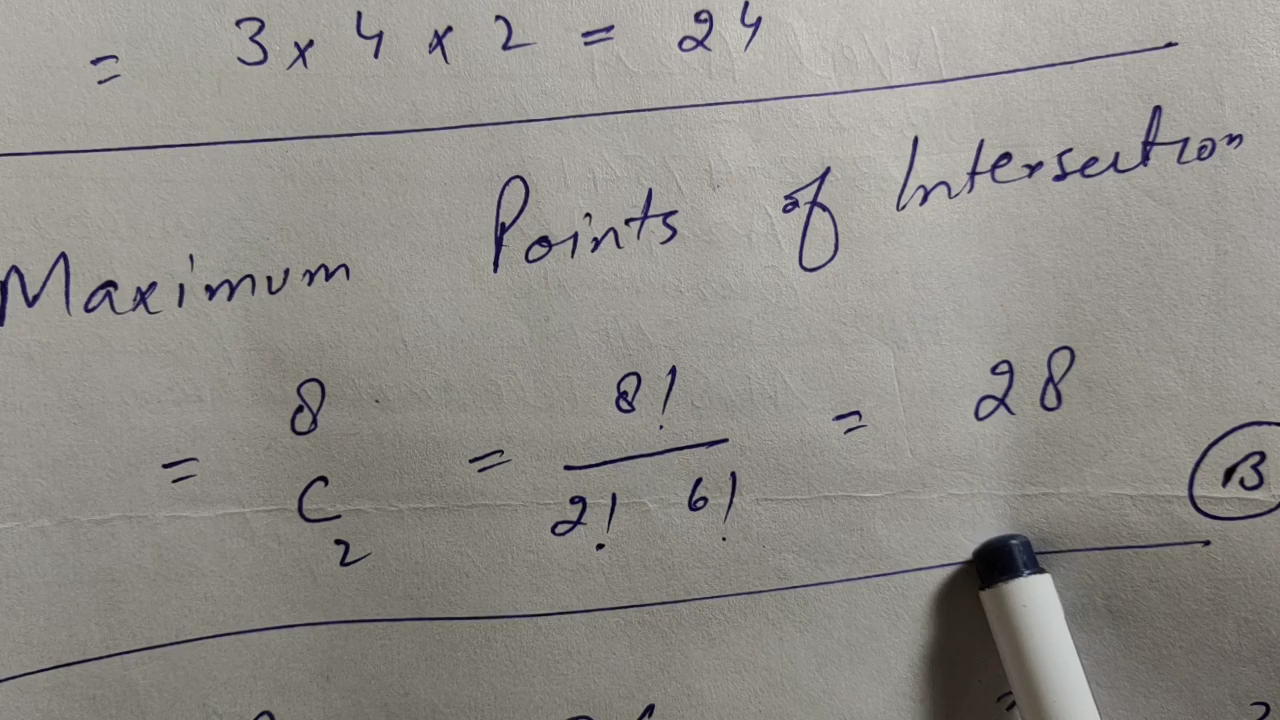 = 3 x 4 x 2 = 24
Maximum Points of Intersection
= 8C2 = 8! / 2! 6! = 28
B